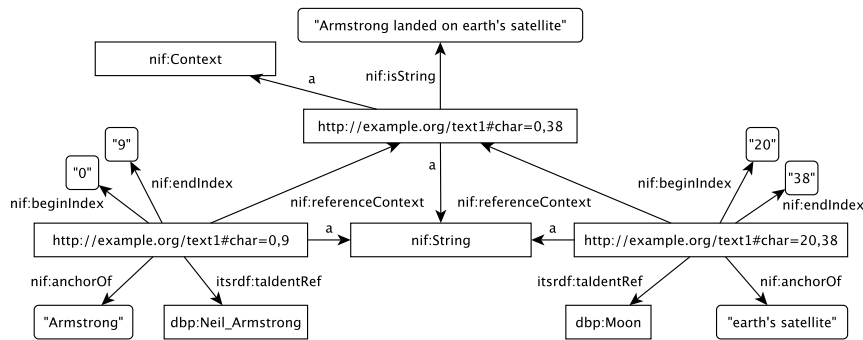 "Armstrong landed on earth's satellite"
nif:Context
nif:isString
a
http://example.org/text1#char=0,38
"9"
"20"
a
"0"
"38"
nif:endIndex
nif:beginIndex
nif:beginIndex
nif:referenceContext
nif:referenceContext
nif:endIndex
http://example.org/text1#char=0,9
a
nif:String
a
http://example.org/text1#char=20,38
nif:anchorOf
itsrdf:taIdentRef
itsrdf:taIdentRef
nif:anchorOf
"Armstrong"
dbp:Neil_Armstrong
dbp:Moon
"earth's satellite"